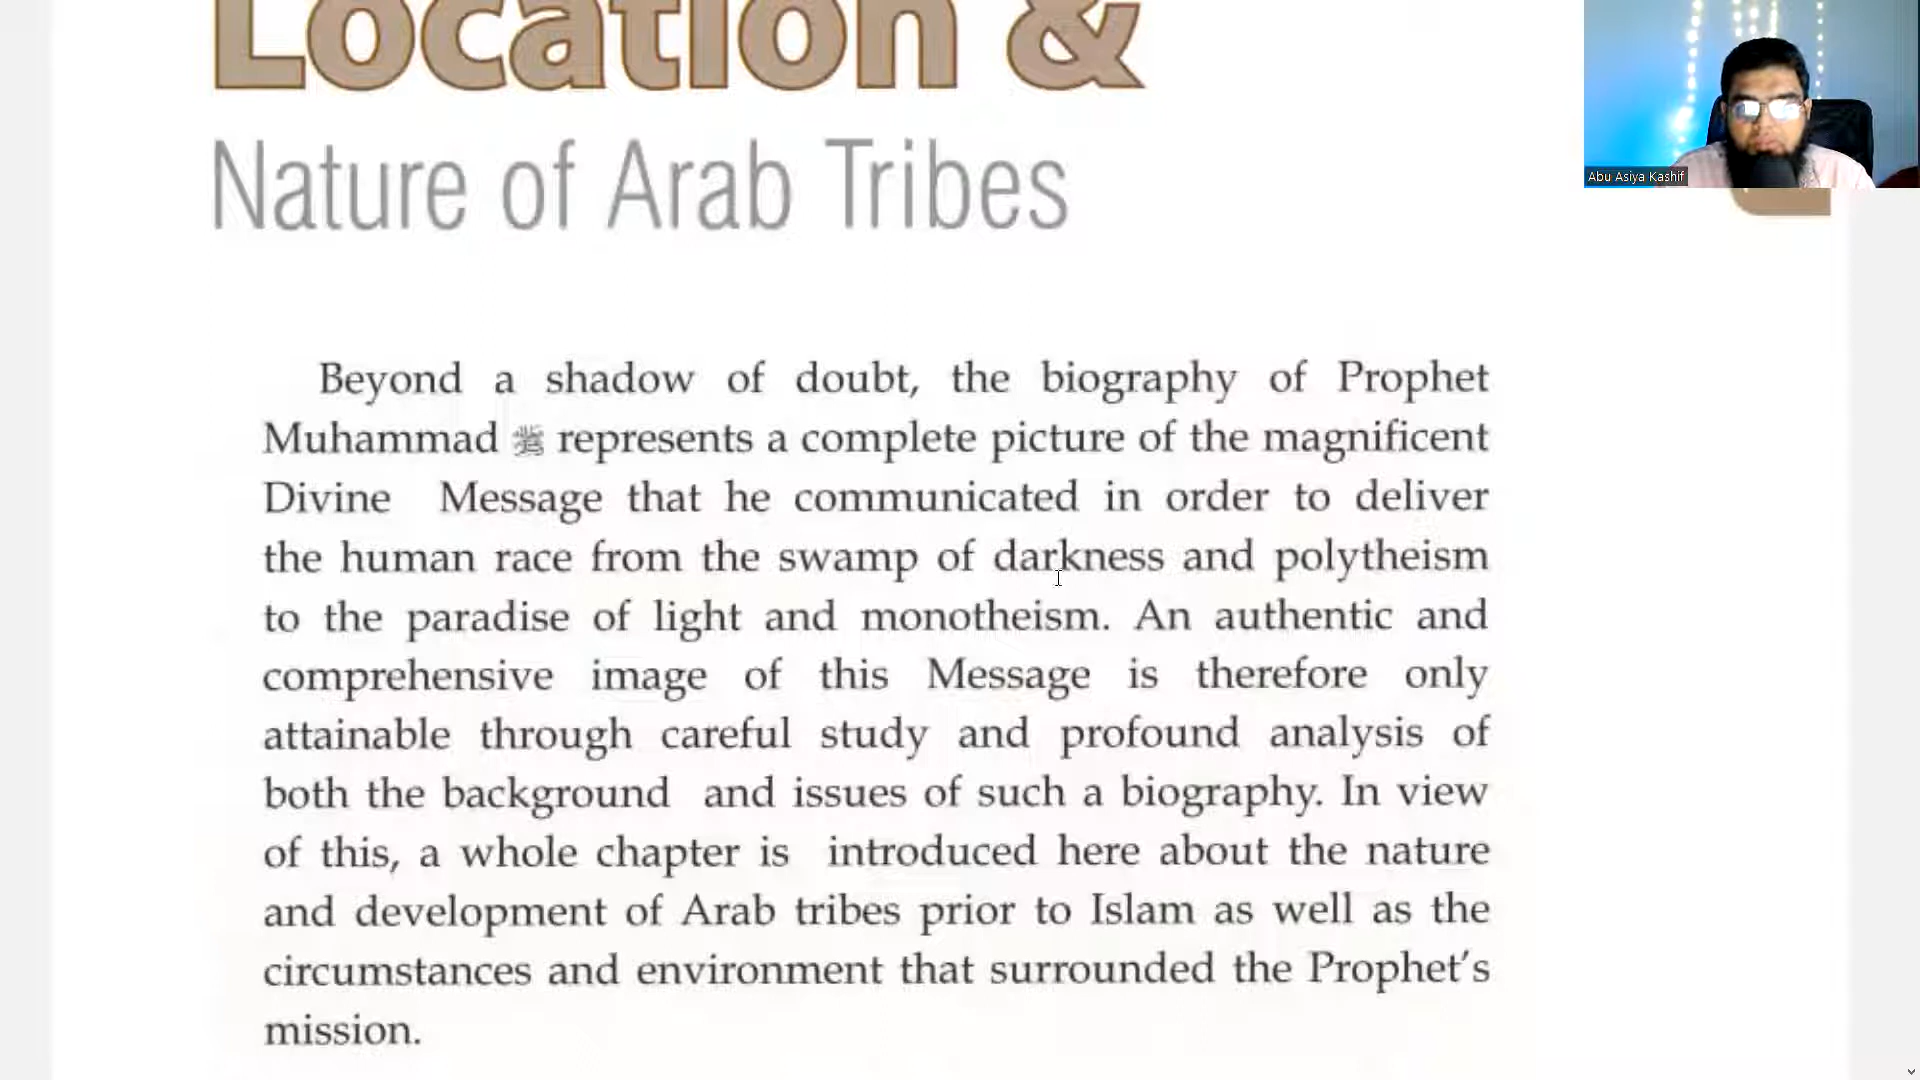 Location &
Nature of Arab Tribes
Abu Asiya Kashif
Beyond a shadow of doubt, the biography of Prophet
Muhammad ﷺ represents a complete picture of the magnificent
Divine Message that he communicated in order to deliver
the human race from the swamp of darkness and polytheism
to the paradise of light and monotheism. An authentic and
comprehensive image of this Message is therefore only
attainable through careful study and profound analysis of
both the background and issues of such a biography. In view
of this, a whole chapter is introduced here about the nature
and development of Arab tribes prior to Islam as well as the
circumstances and environment that surrounded the Prophet's
mission.